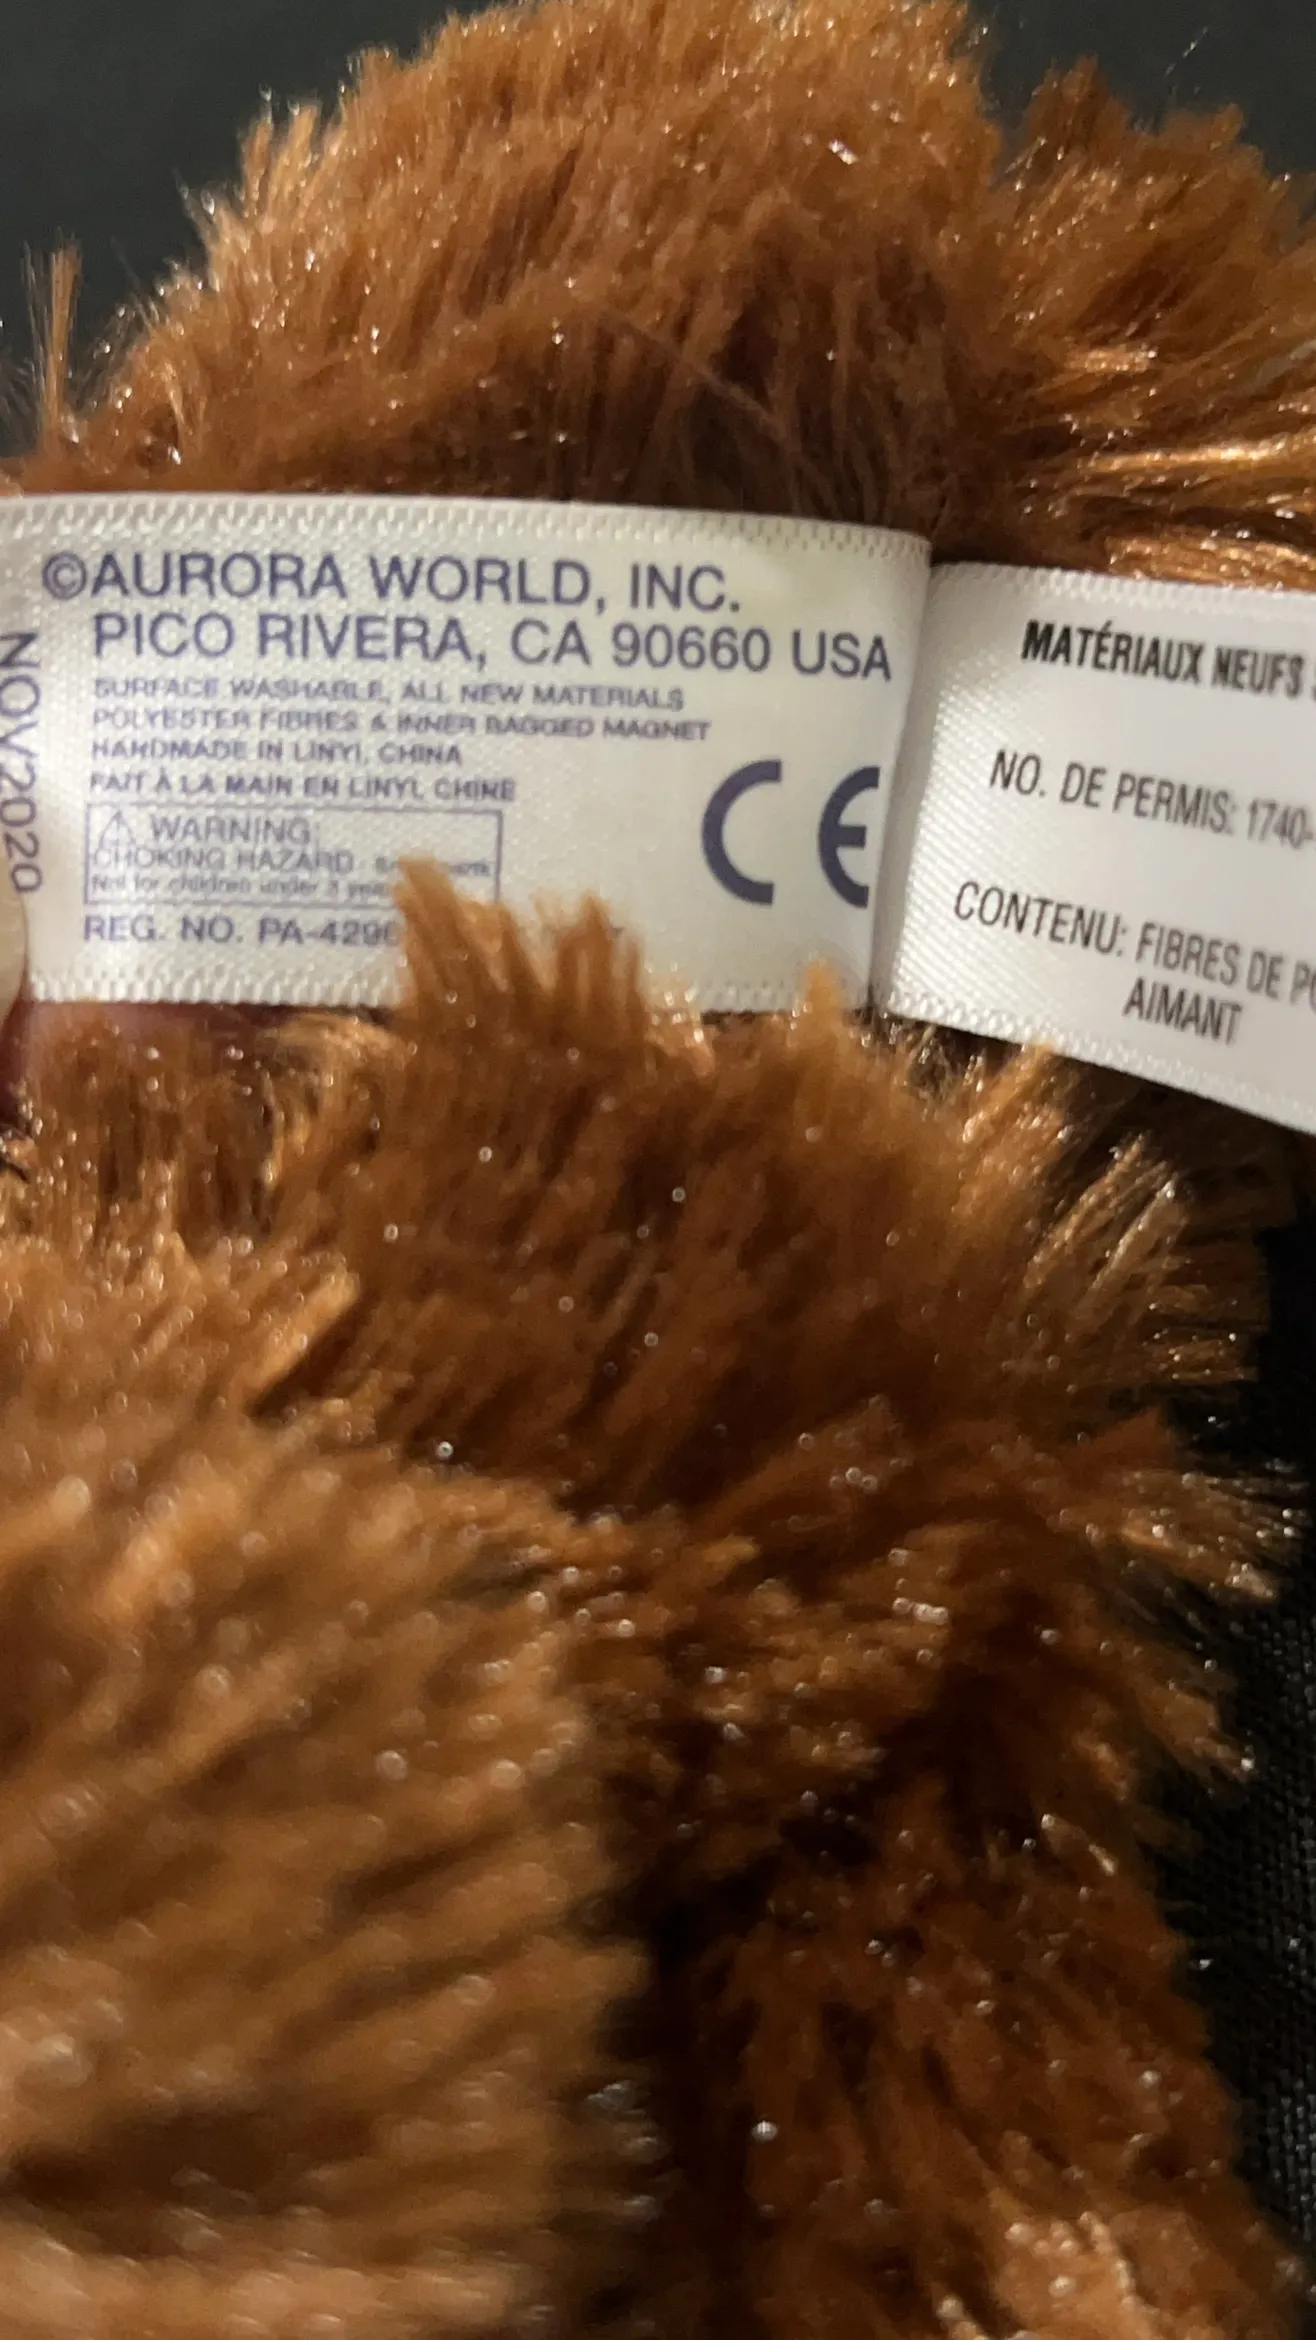 ©AURORA WORLD, INC.
PICO RIVERA, CA 90660 USA
SURFACE WASHABLE, ALL NEW MATERIALS
POLYESTER FIBRES & INNER BAGGED MAGNET
HANDMADE IN LINYI, CHINA
FAIT À LA MAIN EN LINYI, CHINE
WARNING:
CHOKING HAZARD
Not for children under 3
REG. NO. PA-429
CE
NOV2020
MATÉRIAUX NEUFS
NO. DE PERMIS: 1740-
CONTENU: FIBRES DE
AIMANT